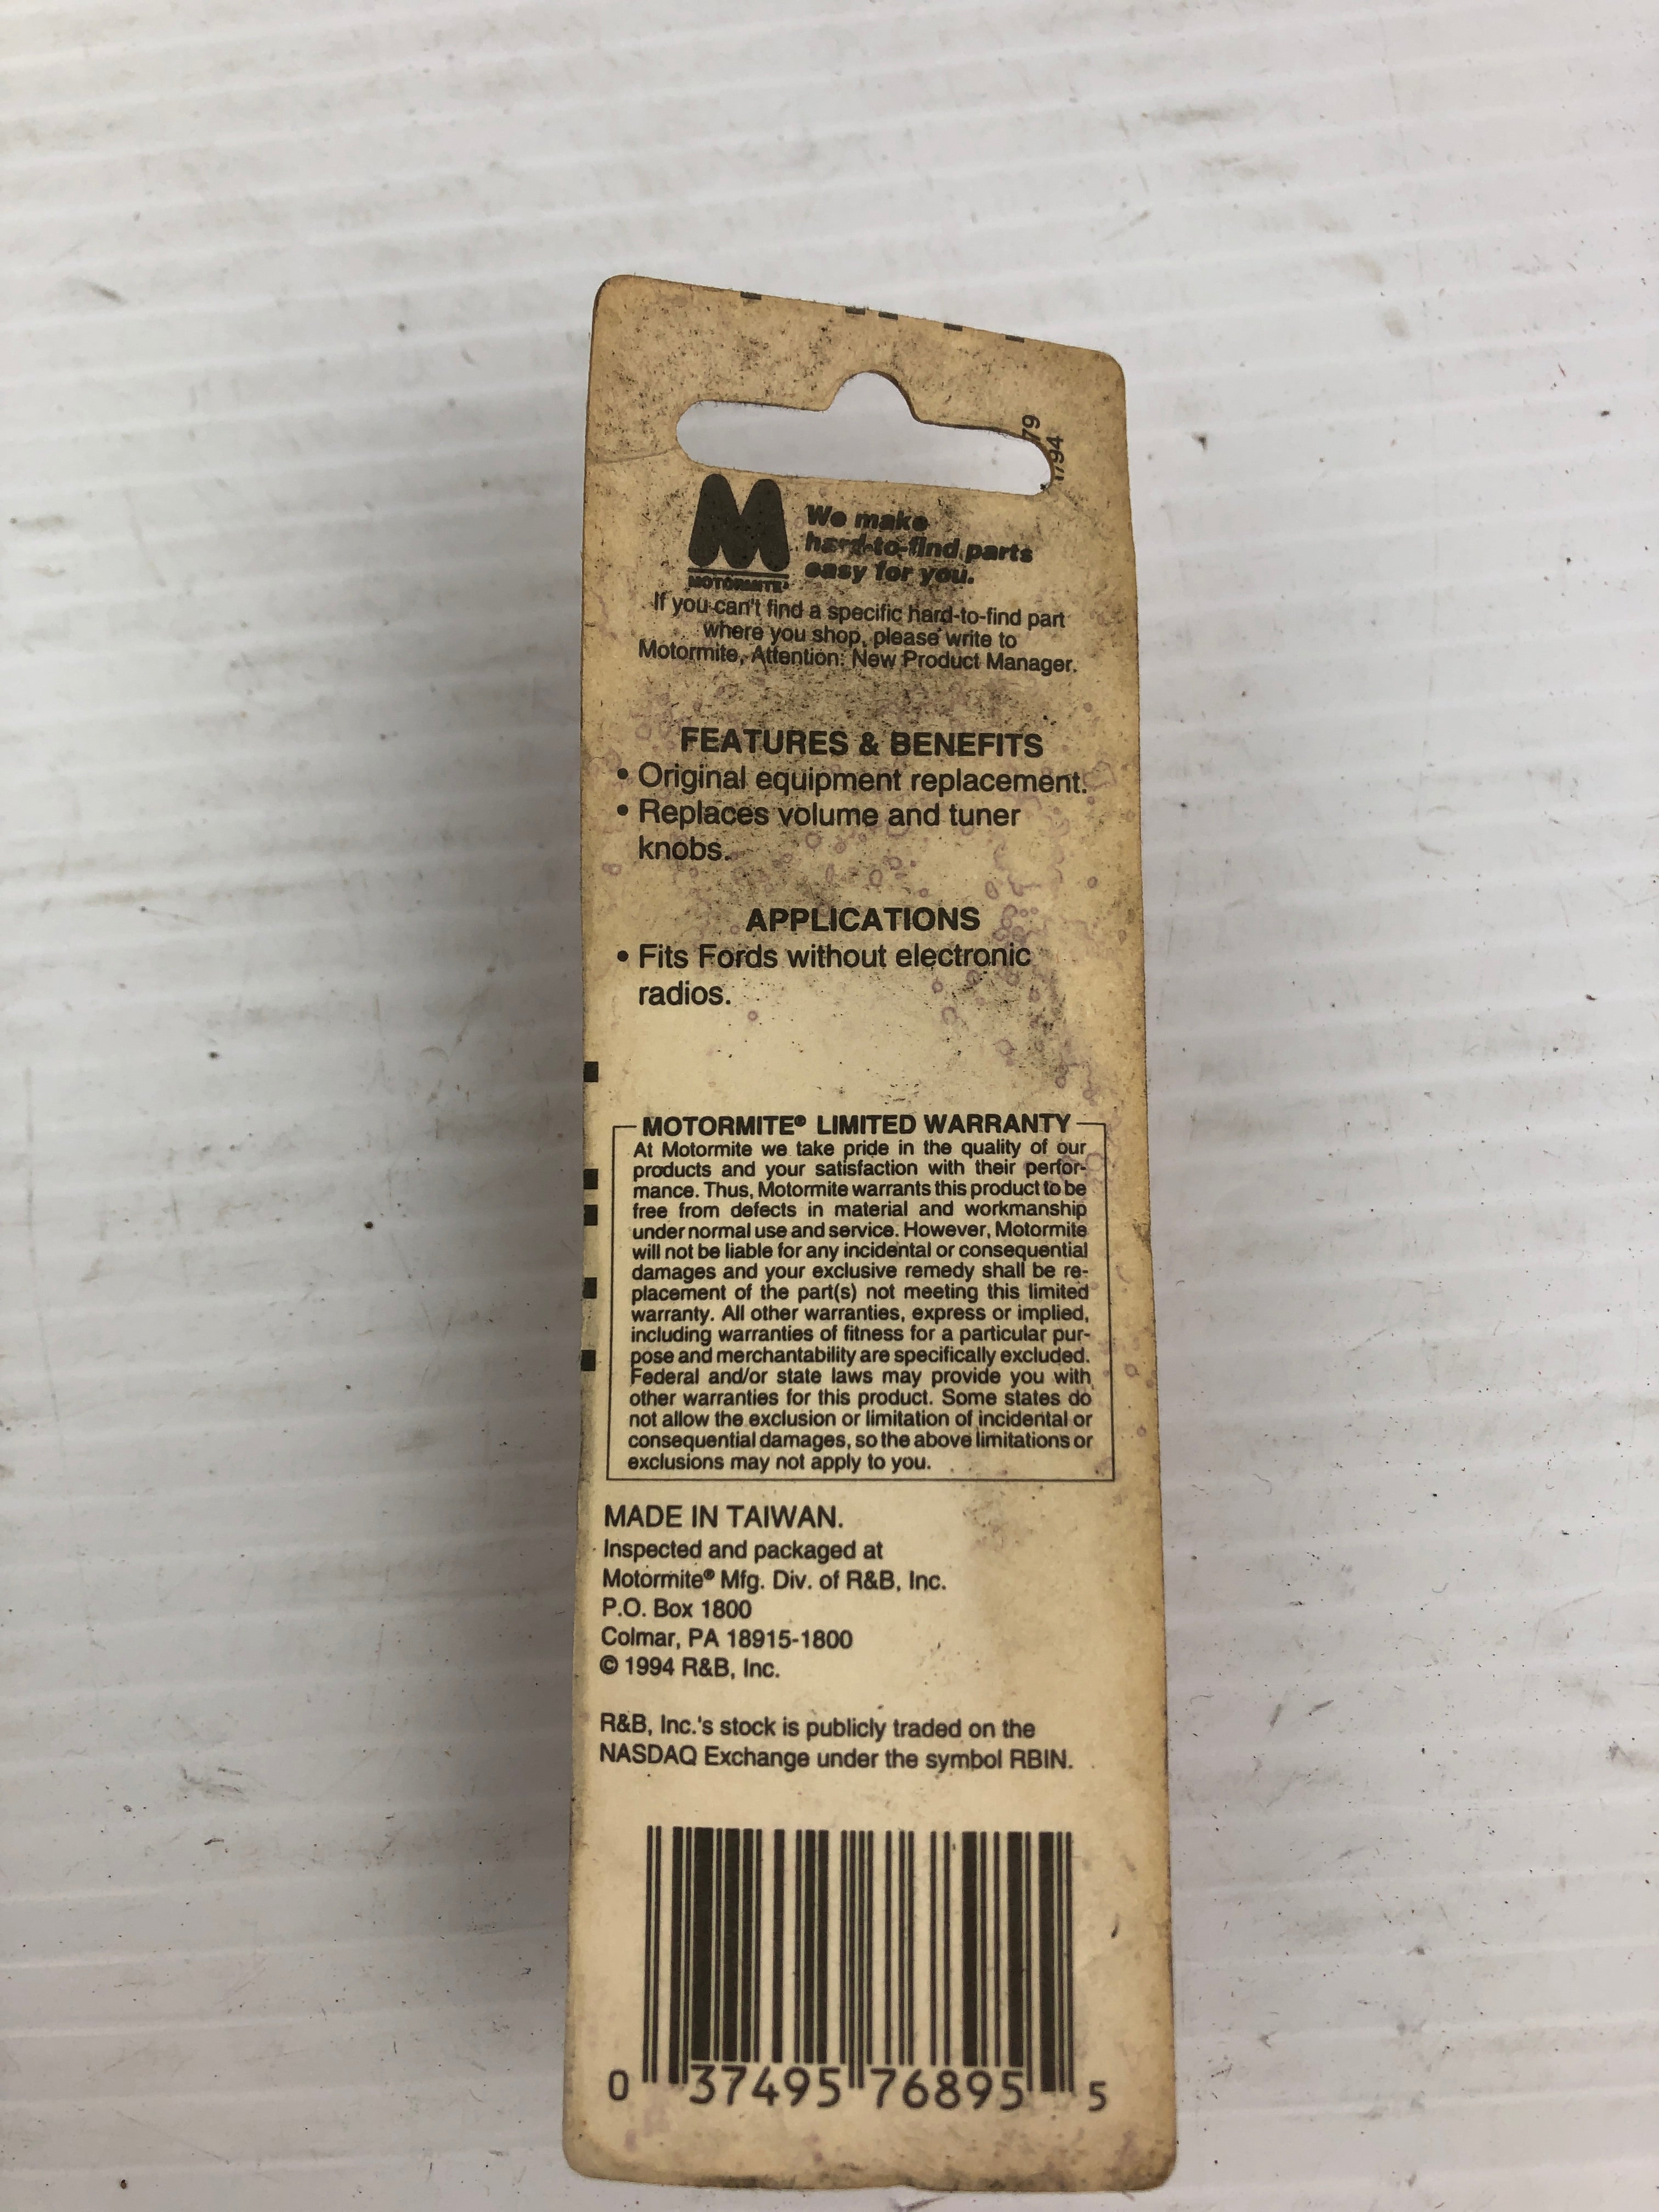 79
1/94
We make
hard-to-find parts
easy for you.
MOTORMITE®
If you can't find a specific hard-to-find part
where you shop, please write to
Motormite, Attention: New Product Manager.
FEATURES & BENEFITS
• Original equipment replacement.
• Replaces volume and tuner
knobs.
APPLICATIONS
• Fits Fords without electronic
radios.
MOTORMITE® LIMITED WARRANTY
At Motormite we take pride in the quality of our
products and your satisfaction with their perfor-
mance. Thus, Motormite warrants this product to be
free from defects in material and workmanship
under normal use and service. However, Motormite
will not be liable for any incidental or consequential
damages and your exclusive remedy shall be re-
placement of the part(s) not meeting this limited
warranty. All other warranties, express or implied,
including warranties of fitness for a particular pur-
pose and merchantability are specifically excluded.
Federal and/or state laws may provide you with
other warranties for this product. Some states do
not allow the exclusion or limitation of incidental or
consequential damages, so the above limitations or
exclusions may not apply to you.
MADE IN TAIWAN.
Inspected and packaged at
Motormite® Mfg. Div. of R&B, Inc.
P.O. Box 1800
Colmar, PA 18915-1800
© 1994 R&B, Inc.
R&B, Inc.'s stock is publicly traded on the
NASDAQ Exchange under the symbol RBIN.
0 37495 76895 5